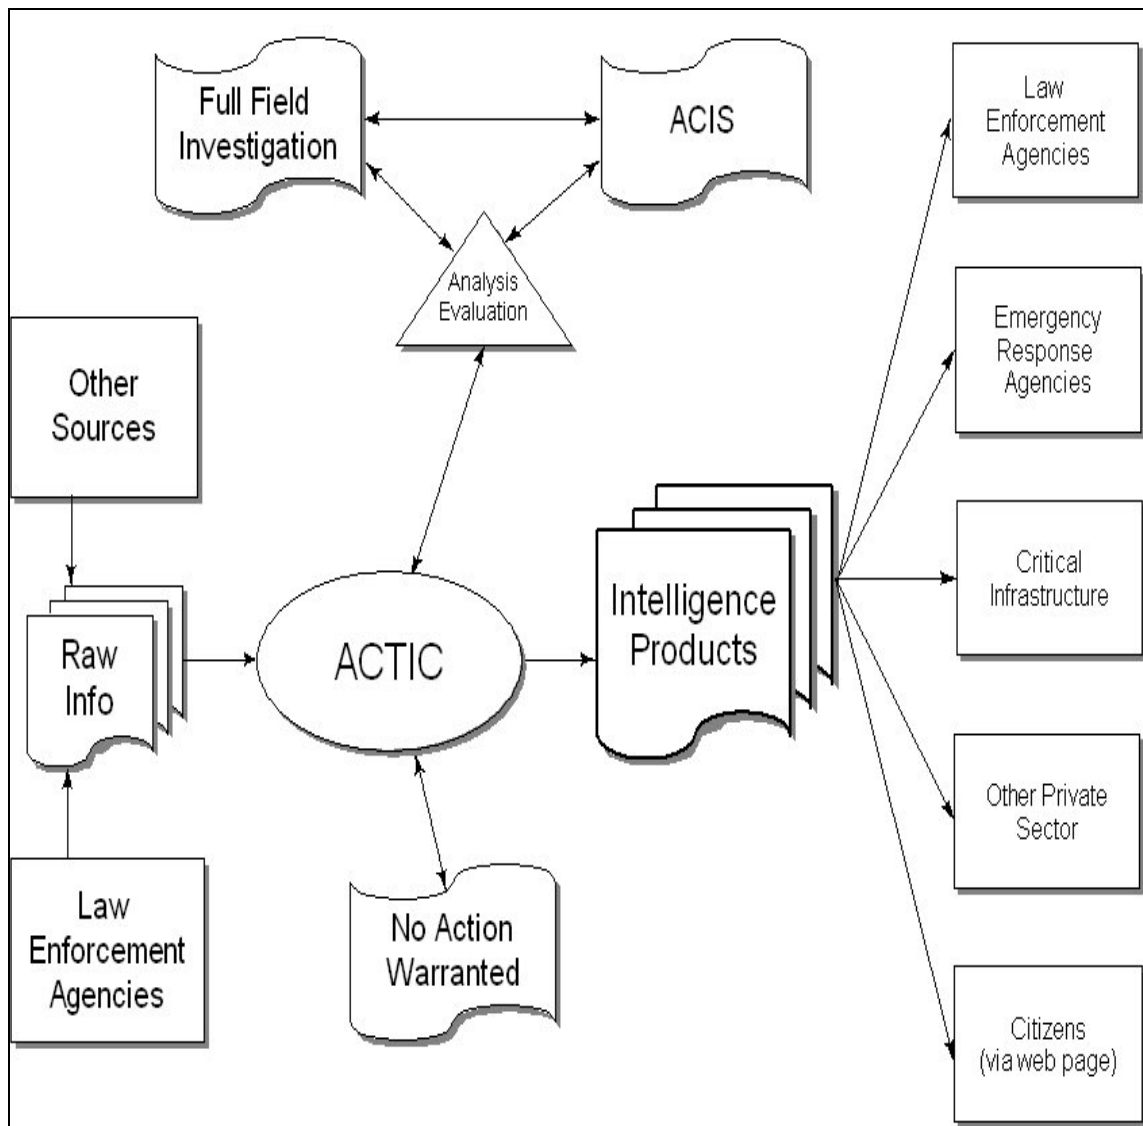 Full Field
Investigation
ACIS
Law
Enforcement
Agencies
Analysis
Evaluation
Emergency
Response
Agencies
Other
Sources
Critical
Infrastructure
Intelligence
Products
Raw
Info
ACTIC
Other Private
Sector
Law
Enforcement
Agencies
No Action
Warranted
Citizens
(via web page)